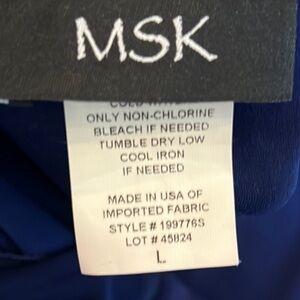 MSK
ONLY NON-CHLORINE
BLEACH IF NEEDED
TUMBLE DRY LOW
COOL IRON
IF NEEDED
MADE IN USA OF
IMPORTED FABRIC
STYLE # 199776S
LOT # 45824
L